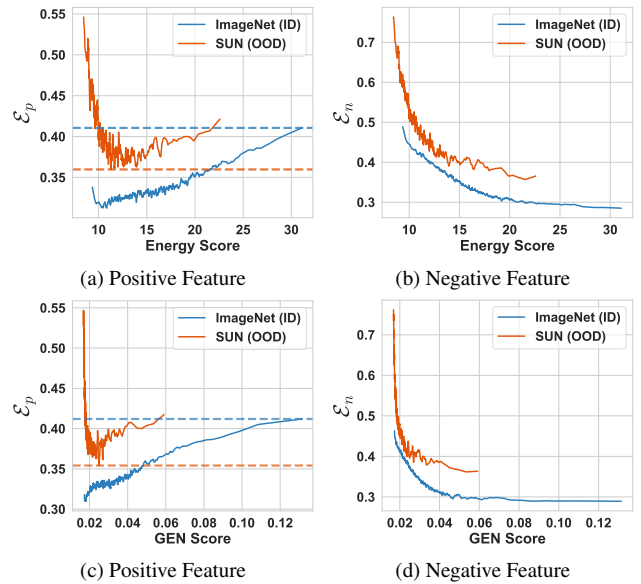 0.55
0.50
0.45
0.40
0.35
ℰp
ImageNet (ID)
SUN (OOD)
10 15 20 25 30
Energy Score
(a) Positive Feature
0.7
0.6
0.5
0.4
0.3
ℰn
ImageNet (ID)
SUN (OOD)
10 15 20 25 30
Energy Score
(b) Negative Feature
0.55
0.50
0.45
0.40
0.35
0.30
ℰp
ImageNet (ID)
SUN (OOD)
0.02 0.04 0.06 0.08 0.10 0.12
GEN Score
(c) Positive Feature
0.7
0.6
0.5
0.4
0.3
ℰn
ImageNet (ID)
SUN (OOD)
0.02 0.04 0.06 0.08 0.10 0.12
GEN Score
(d) Negative Feature